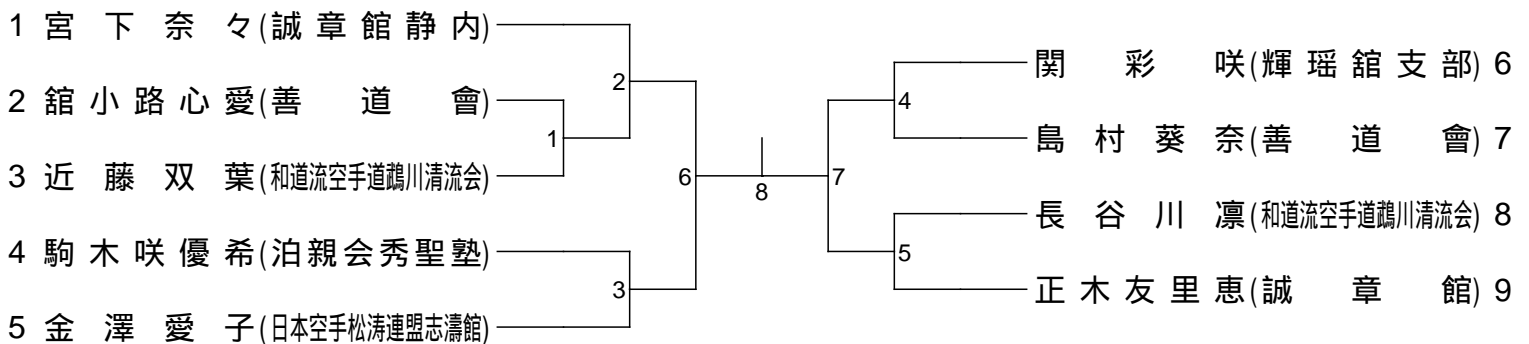 1 宮下奈々(誠章館静内)
2 舘小路心愛(善道會)
3 近藤双葉(和道流空手道鵡川清流会)
4 駒木咲優希(泊親会秀聖塾)
5 金澤愛子(日本空手松涛連盟志濤館)
1
2
3
6
8
7
4
5
関彩咲(輝瑶舘支部) 6
島村葵奈(善道會) 7
長谷川凛(和道流空手道鵡川清流会) 8
正木友里恵(誠章館) 9